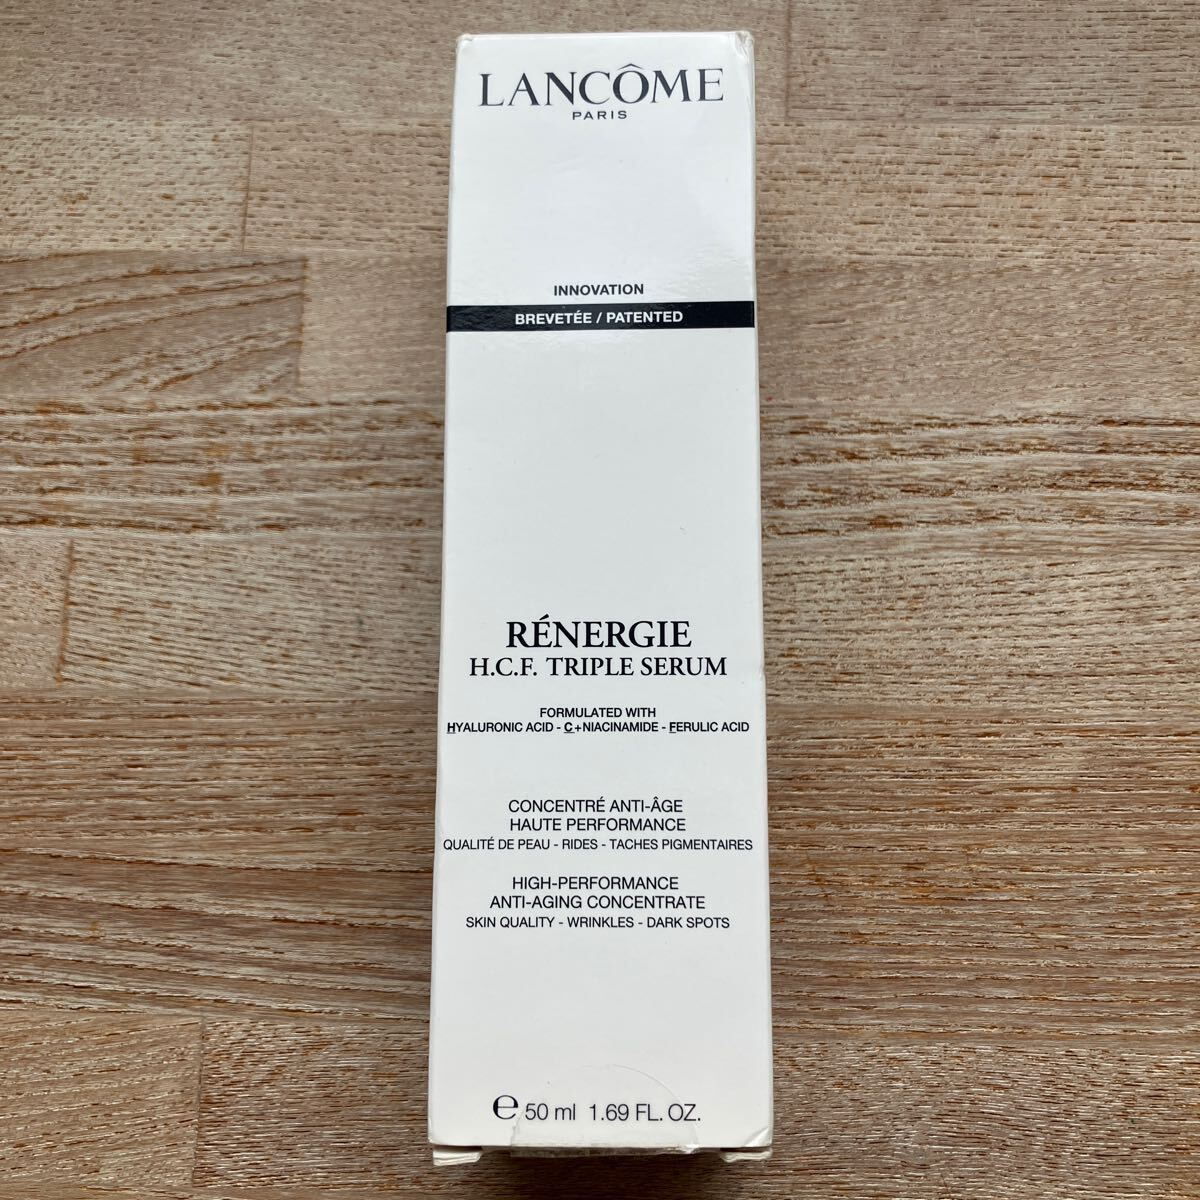 LANCÔME
PARIS
INNOVATION
BREVETÉE / PATENTED
RÉNERGIE
H.C.F. TRIPLE SERUM
FORMULATED WITH
HYALURONIC ACID - C+NIACINAMIDE - FERULIC ACID
CONCENTRÉ ANTI-ÂGE
HAUTE PERFORMANCE
QUALITÉ DE PEAU - RIDES - TACHES PIGMENTAIRES
HIGH-PERFORMANCE
ANTI-AGING CONCENTRATE
SKIN QUALITY - WRINKLES - DARK SPOTS
℮ 50 ml 1.69 FL. OZ.